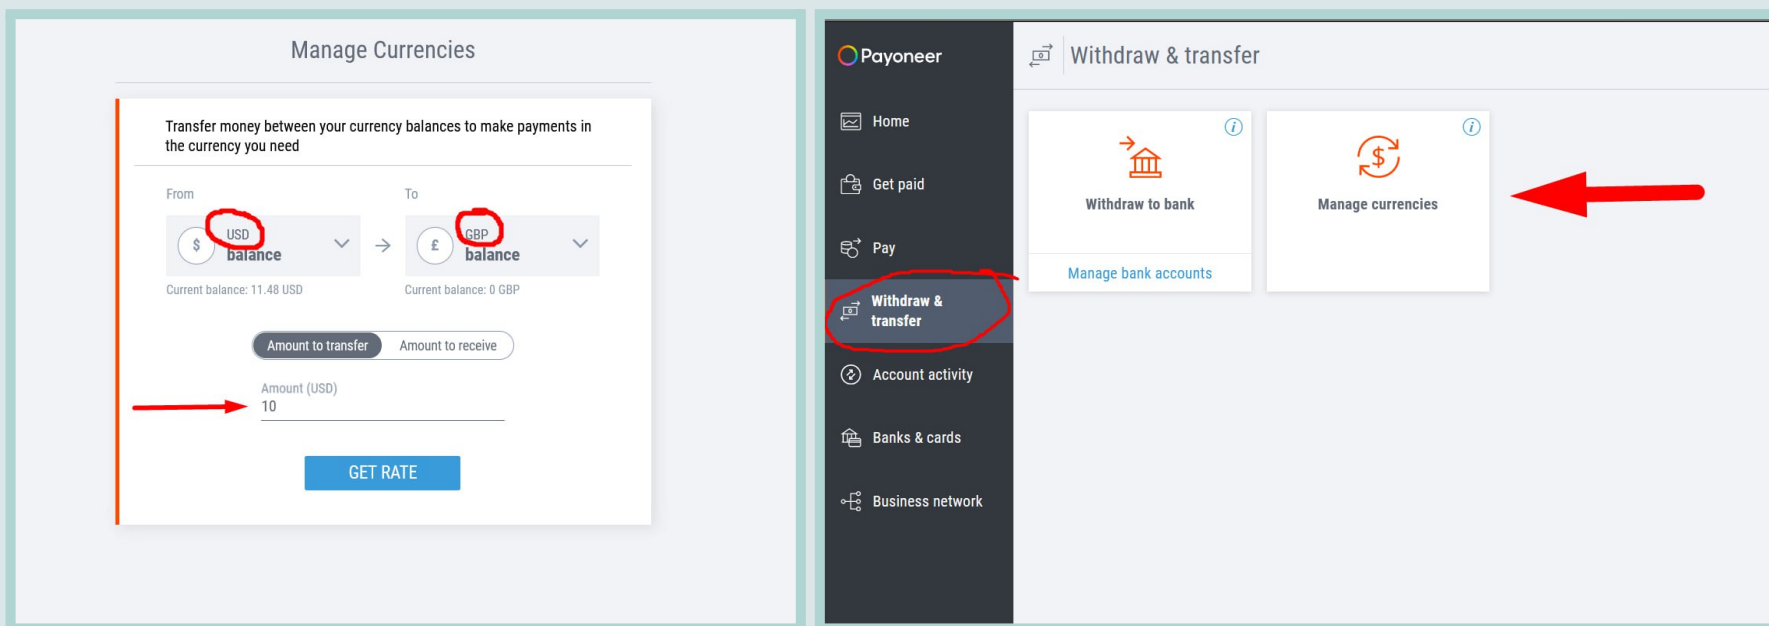 Manage Currencies
Transfer money between your currency balances to make payments in
the currency you need
From
To
$
USD
balance
£
GBP
balance
Current balance: 11.48 USD
Current balance: 0 GBP
Amount to transfer
Amount to receive
Amount (USD)
10
GET RATE
Payoneer
Home
Get paid
Pay
Withdraw &
transfer
Account activity
Banks & cards
Business network
Withdraw & transfer
i
Withdraw to bank
Manage bank accounts
i
$
Manage currencies